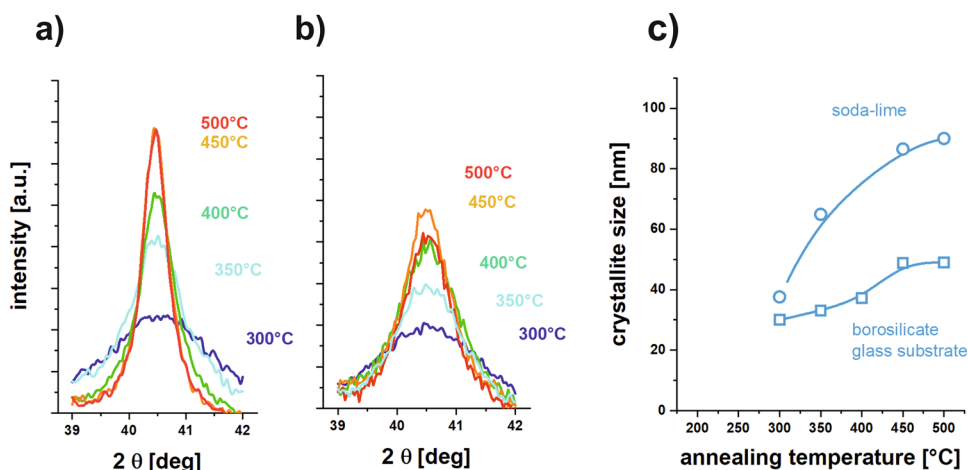 a)
500°C
450°C
400°C
350°C
300°C
intensity [a.u.]
39
40
41
42
2 θ [deg]
b)
500°C
450°C
400°C
350°C
300°C
39
40
41
42
2 θ [deg]
c)
crystallite size [nm]
100
80
60
40
20
0
soda-lime
borosilicate
glass substrate
200
250
300
350
400
450
500
annealing temperature [°C]